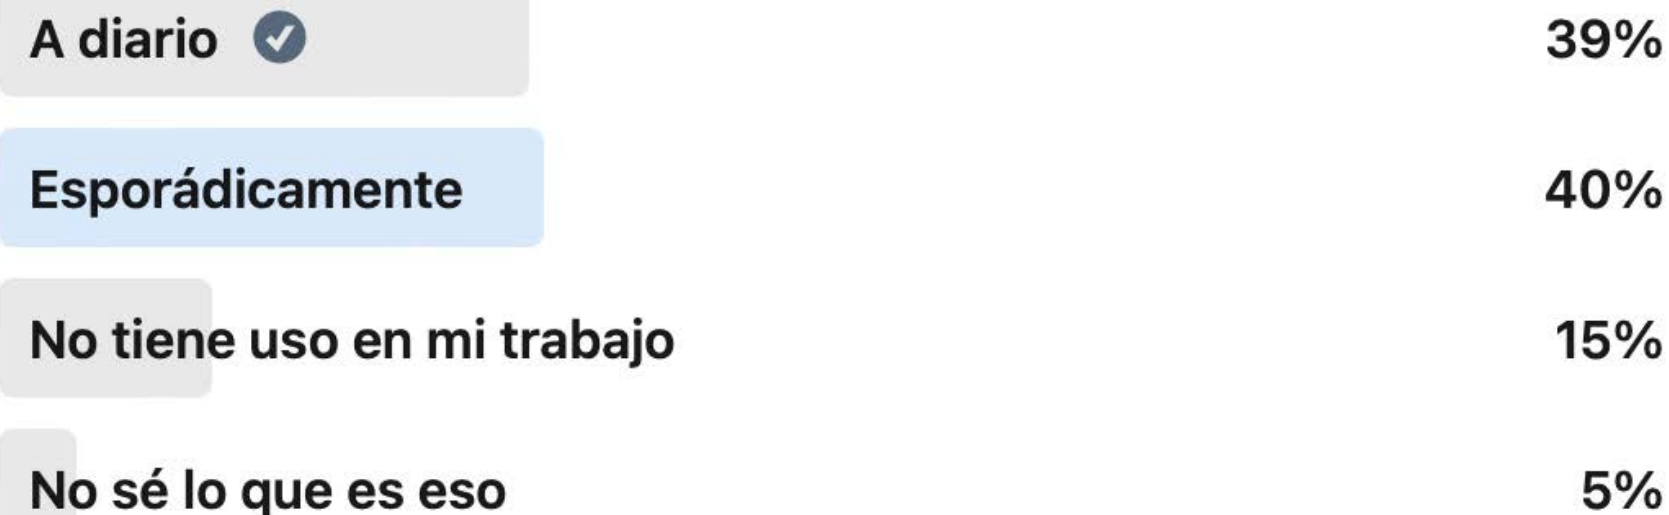 A diario 39%
Esporádicamente 40%
No tiene uso en mi trabajo 15%
No sé lo que es eso 5%